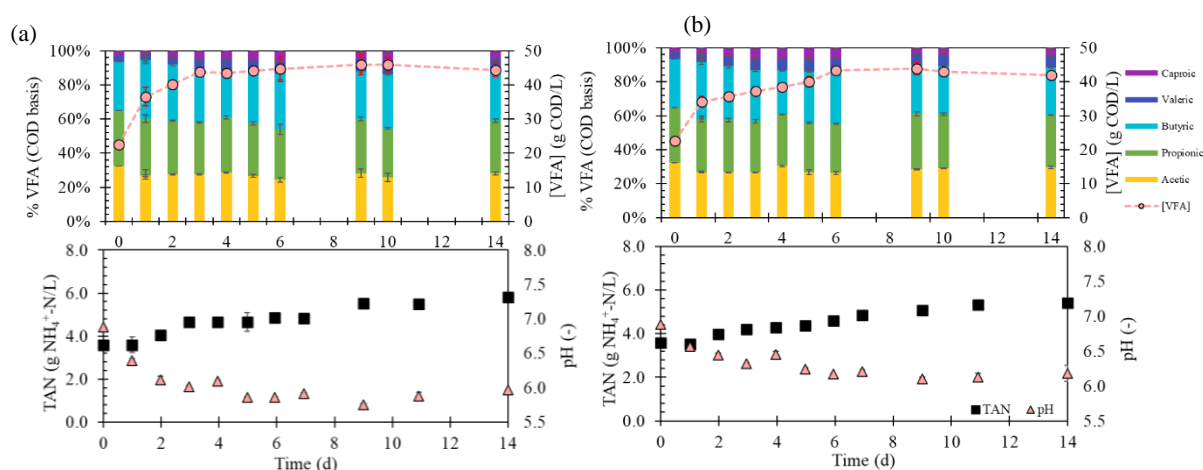 (a)
(b)
100%
80%
60%
40%
20%
0%
% VFA (COD basis)
50
40
30
20
10
0
[VFA] (g COD/L)
0 2 4 6 8 10 12 14
100%
80%
60%
40%
20%
0%
% VFA (COD basis)
50
40
30
20
10
0
[VFA] (g COD/L)
0 2 4 6 8 10 12 14
Caproic
Valeric
Butyric
Propionic
Acetic
[VFA]
8.0
6.0
4.0
2.0
0.0
TAN (g NH₄⁺-N/L)
8.0
7.5
7.0
6.5
6.0
5.5
pH (-)
0 2 4 6 8 10 12 14
Time (d)
8.0
6.0
4.0
2.0
0.0
TAN (g NH₄⁺-N/L)
8.0
7.5
7.0
6.5
6.0
5.5
pH (-)
TAN pH
0 2 4 6 8 10 12 14
Time (d)